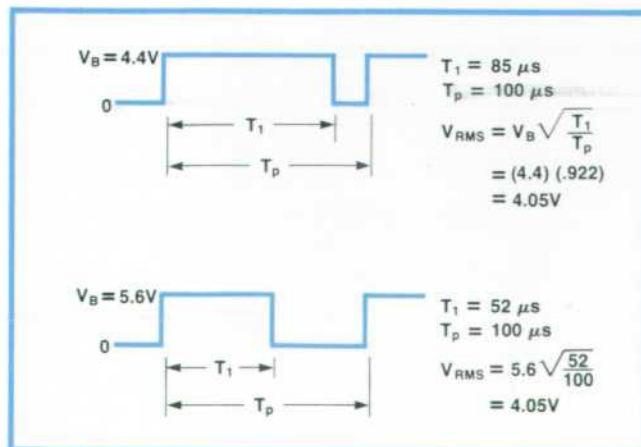 V_B = 4.4V
0
T_1
T_p
T_1 = 85 μs
T_p = 100 μs
V_RMS = V_B √(T_1/T_p)
= (4.4) (.922)
= 4.05V
V_B = 5.6V
0
T_1
T_p
T_1 = 52 μs
T_p = 100 μs
V_RMS = 5.6 √(52/100)
= 4.05V